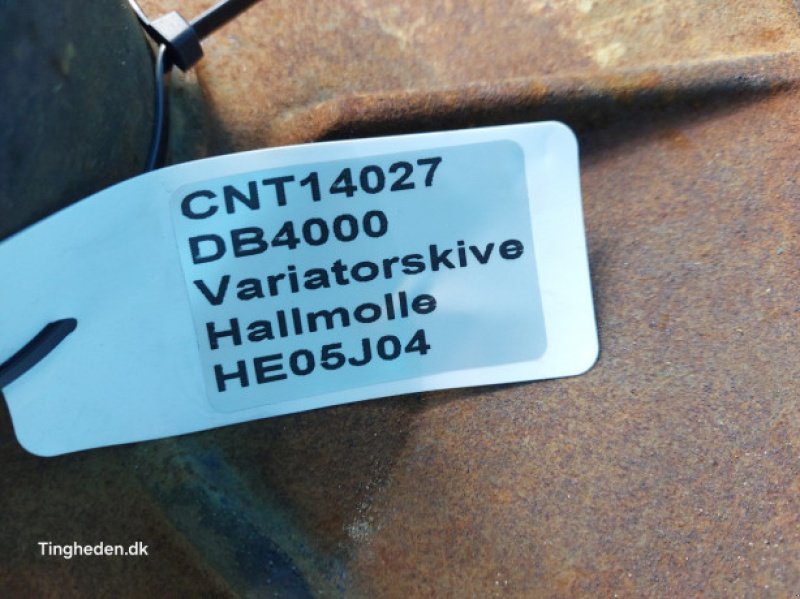 CNT14027
DB4000
Variatorskive
Hallmolle
HE05J04
Tingheden.dk